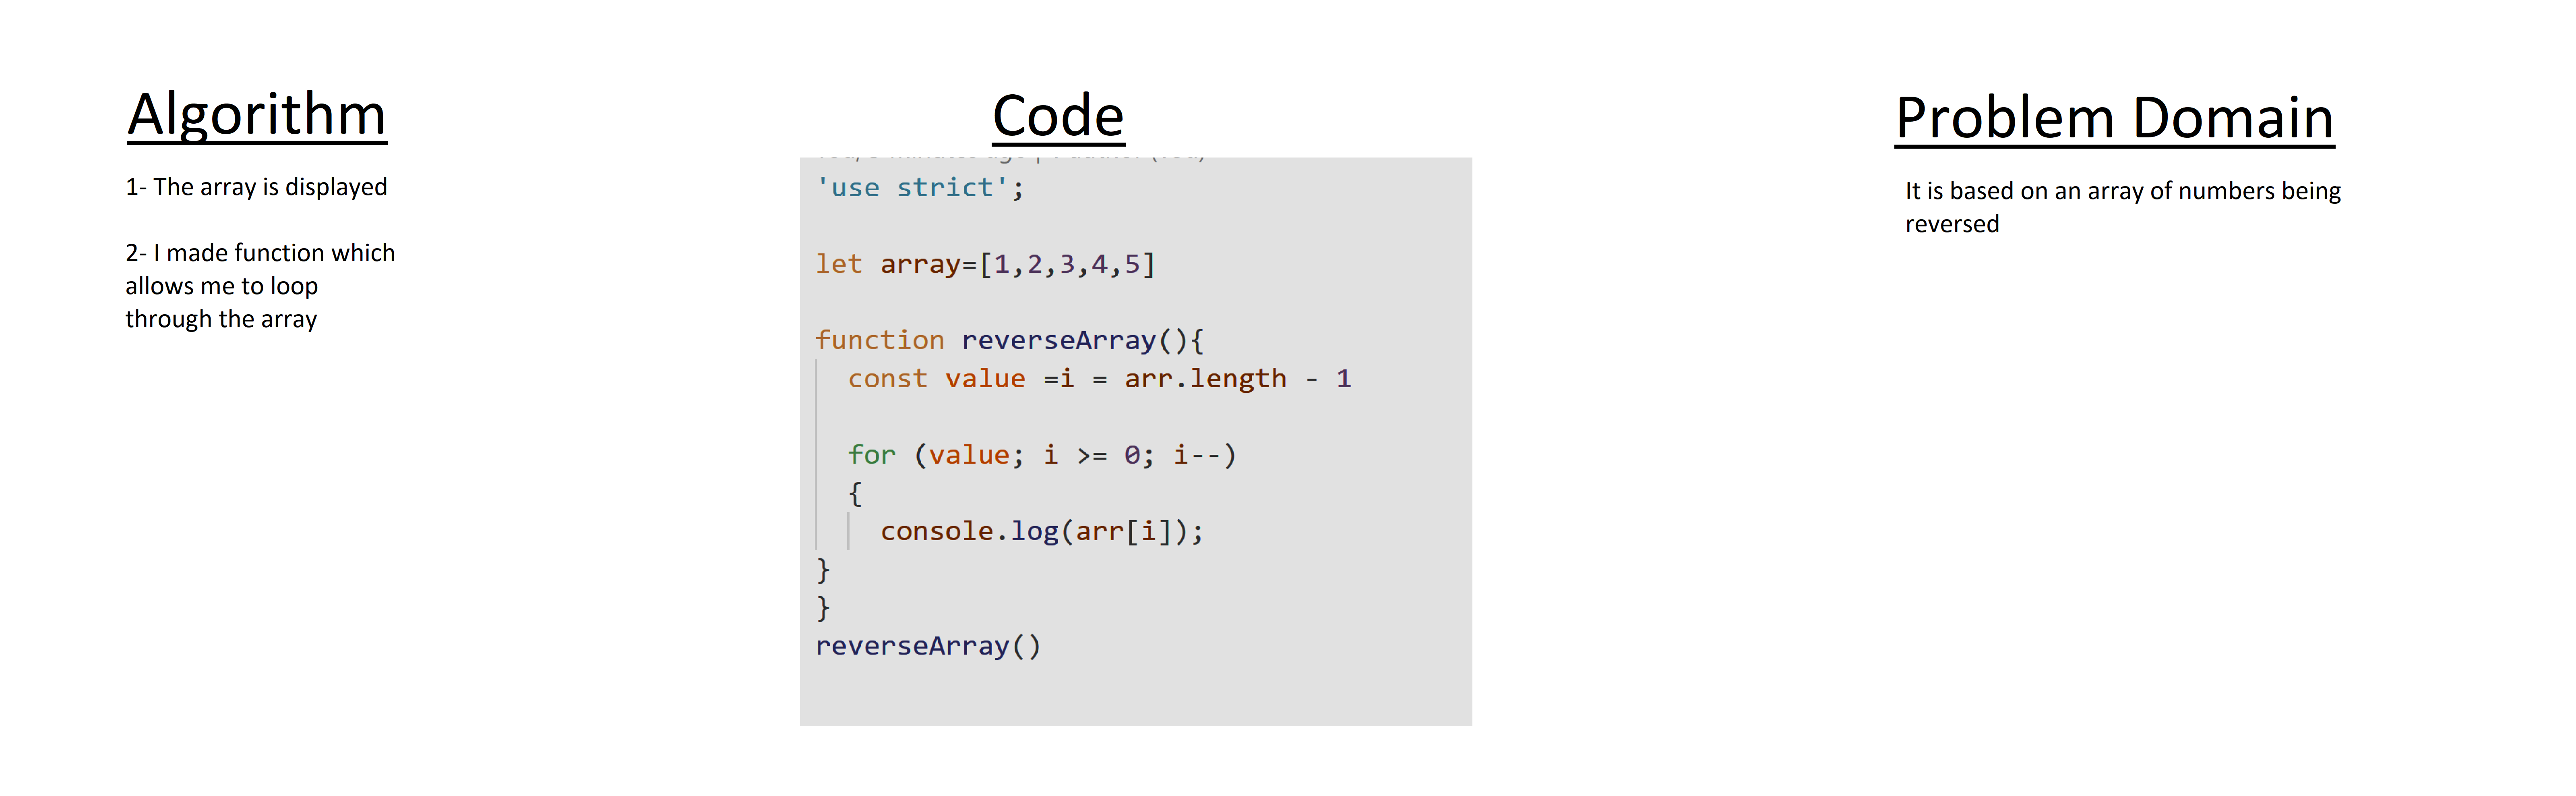 Algorithm
1- The array is displayed
2- I made function which
allows me to loop
through the array
Code
'use strict';
let array=[1,2,3,4,5]
function reverseArray(){
const value =i = arr.length - 1
for (value; i >= 0; i--)
{
console.log(arr[i]);
}
}
reverseArray()
Problem Domain
It is based on an array of numbers being
reversed